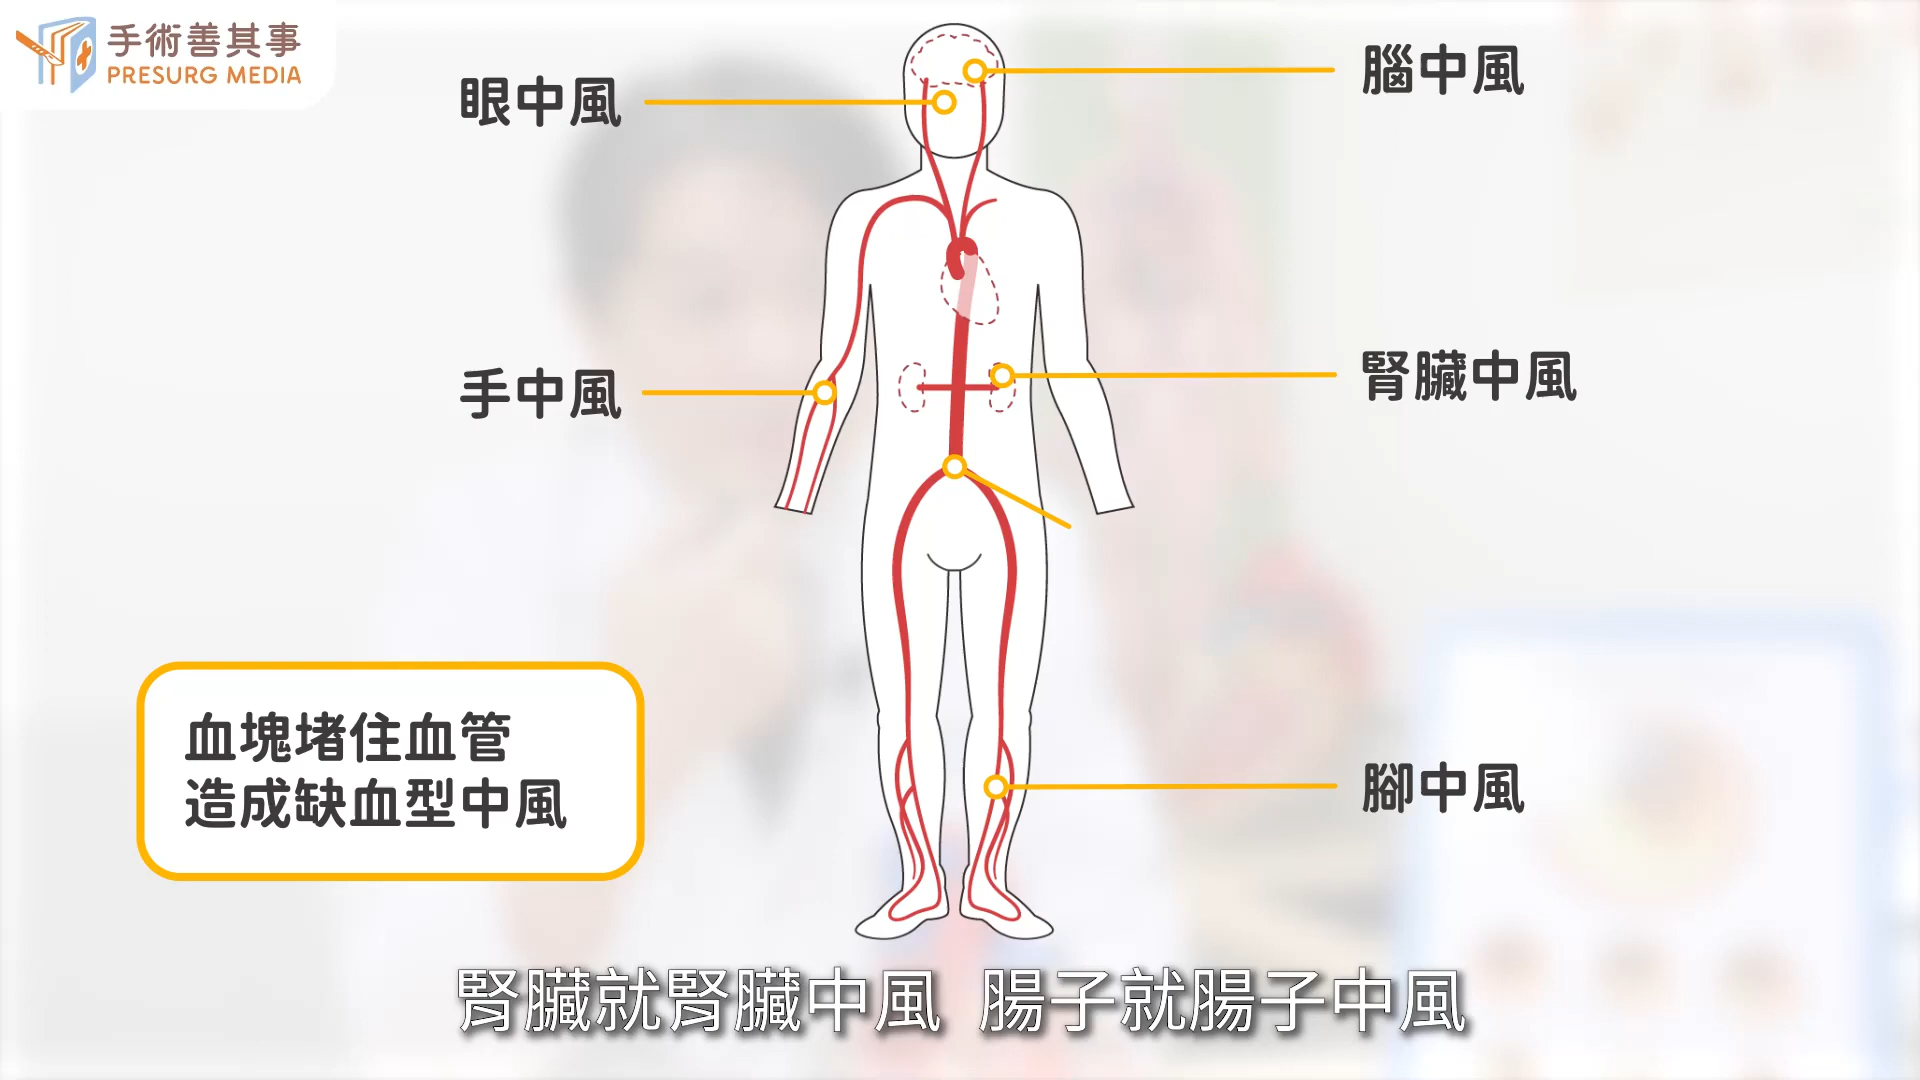 手術善其事
PRESURG MEDIA
眼中風
腦中風
手中風
腎臟中風
腳中風
血塊堵住血管
造成缺血型中風
腎臟就腎臟中風 腸子就腸子中風